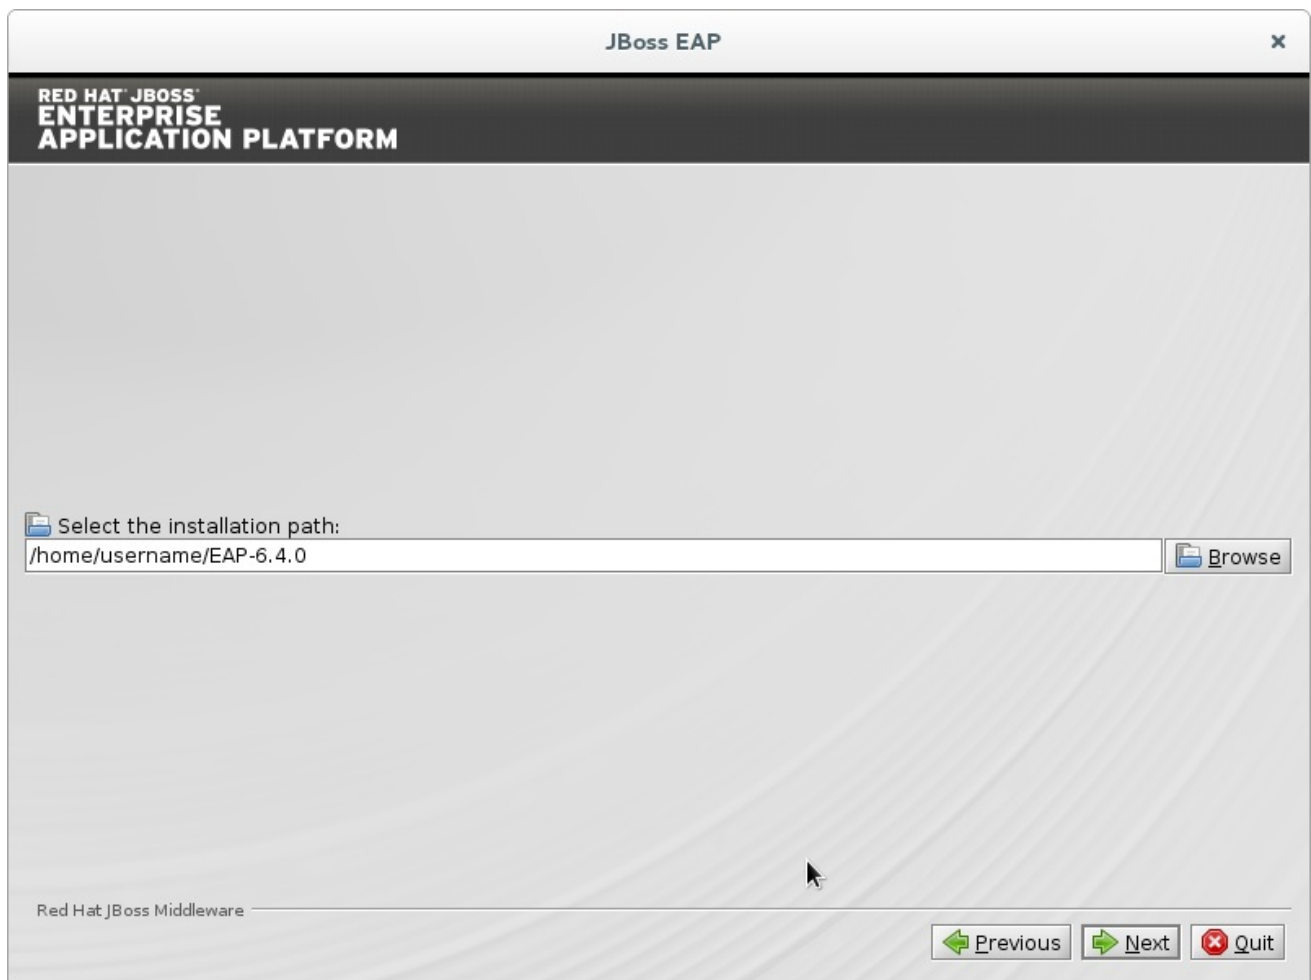 JBoss EAP
RED HAT JBOSS
ENTERPRISE
APPLICATION PLATFORM
Select the installation path:
/home/username/EAP-6.4.0
Browse
Red Hat JBoss Middleware
Previous Next Quit